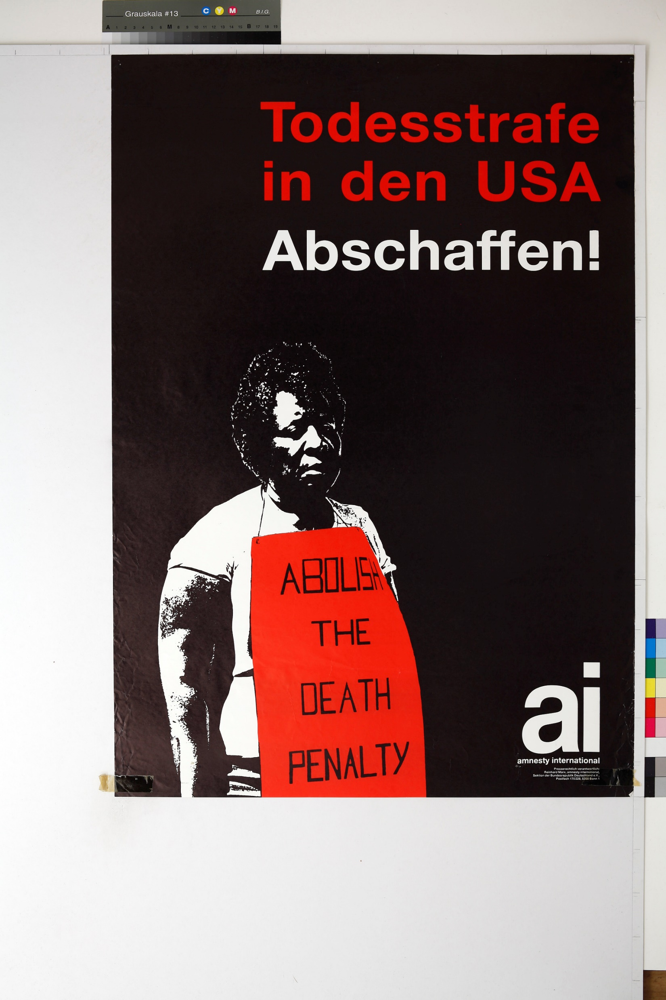 Grauskala #13 C Y M B.I.G.
A 1 2 3 4 5 6 M 8 9 10 11 12 13 14 15 B 17 18 19
Todesstrafe
in den USA
Abschaffen!
ABOLISH
THE
DEATH
PENALTY
ai
amnesty international
Presserechtlich verantwortlich:
Reinhard Marx, amnesty international,
Sektion der Bundesrepublik Deutschland e.V.,
Postfach 170229, 5300 Bonn 1